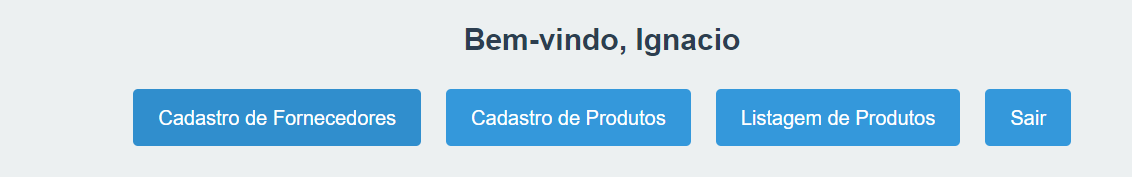 Bem-vindo, Ignacio
Cadastro de Fornecedores Cadastro de Produtos Listagem de Produtos Sair